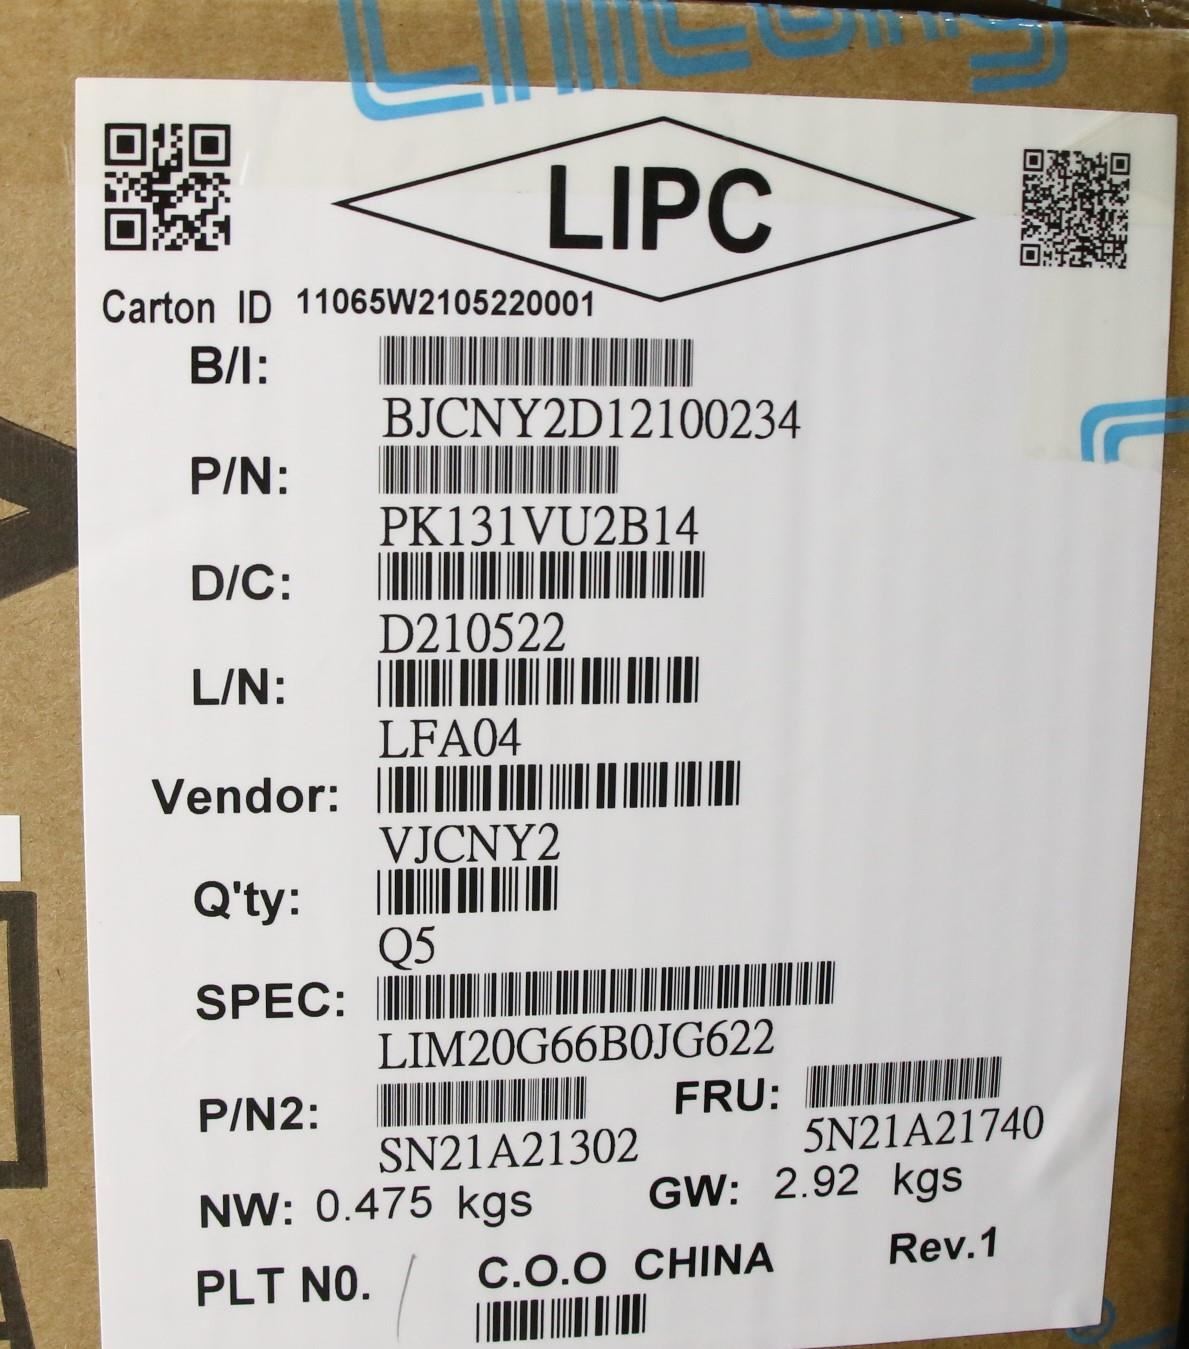 LIPC
Carton ID 11065W2105220001
B/I:
BJCNY2D12100234
P/N:
PK131VU2B14
D/C:
D210522
L/N:
LFA04
Vendor:
VJCNY2
Q'ty:
Q5
SPEC:
LIM20G66B0JG622
P/N2: FRU:
SN21A21302 5N21A21740
NW: 0.475 kgs GW: 2.92 kgs
PLT N0. / C.O.O CHINA Rev.1